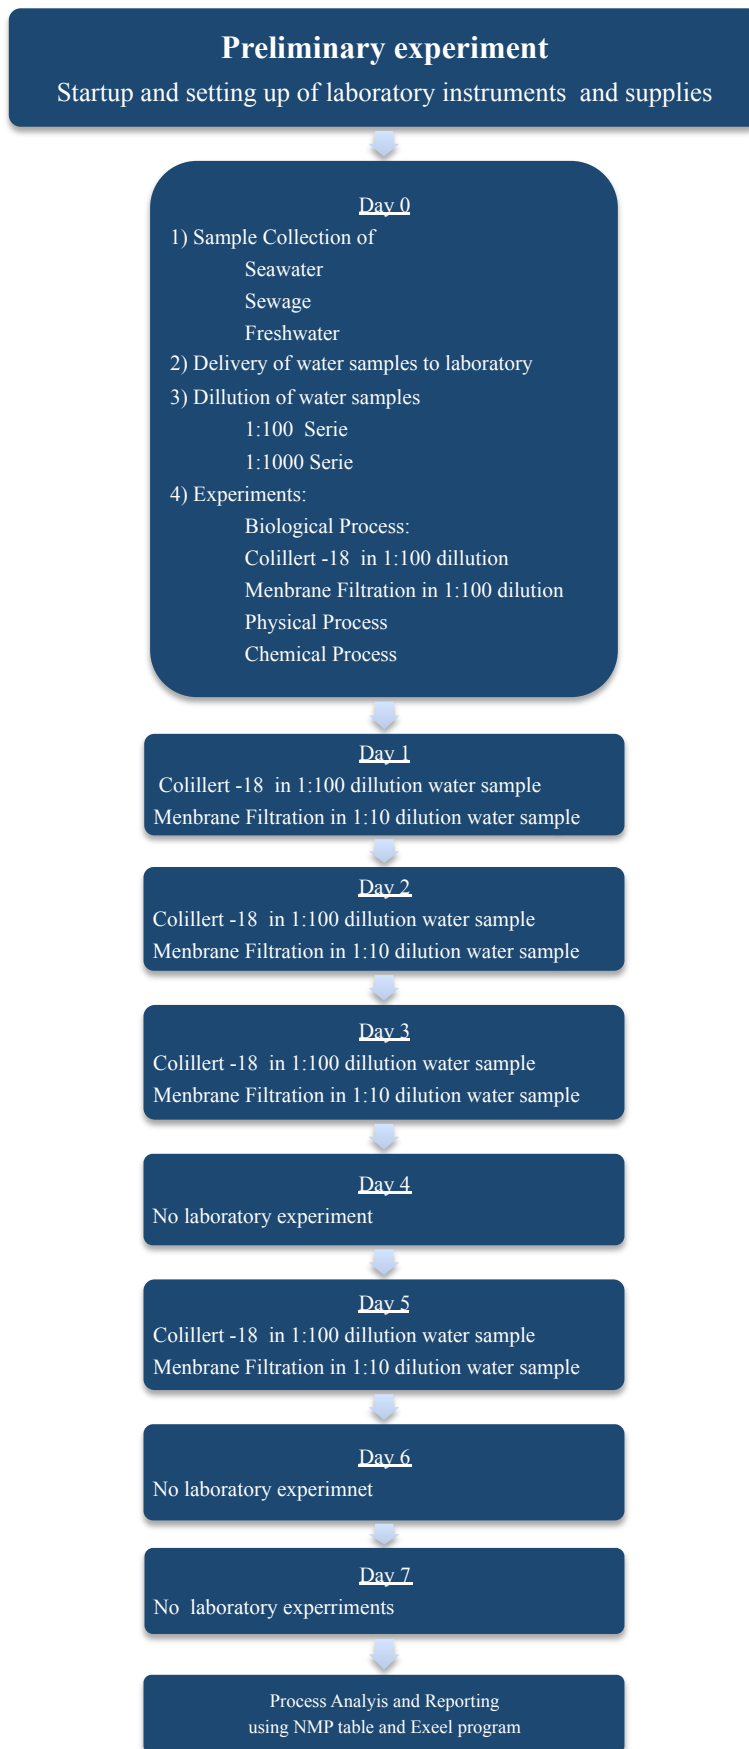 Preliminary experiment
Startup and setting up of laboratory instruments and supplies
Day 0
1) Sample Collection of
Seawater
Sewage
Freshwater
2) Delivery of water samples to laboratory
3) Dillution of water samples
1:100 Serie
1:1000 Serie
4) Experiments:
Biological Process:
Colillert -18 in 1:100 dillution
Menbrane Filtration in 1:100 dilution
Physical Process
Chemical Process
Day 1
Colillert -18 in 1:100 dillution water sample
Menbrane Filtration in 1:10 dilution water sample
Day 2
Colillert -18 in 1:100 dillution water sample
Menbrane Filtration in 1:10 dilution water sample
Day 3
Colillert -18 in 1:100 dillution water sample
Menbrane Filtration in 1:10 dilution water sample
Day 4
No laboratory experiment
Day 5
Colillert -18 in 1:100 dillution water sample
Menbrane Filtration in 1:10 dilution water sample
Day 6
No laboratory experimnet
Day 7
No laboratory experriments
Process Analyis and Reporting
using NMP table and Exeel program